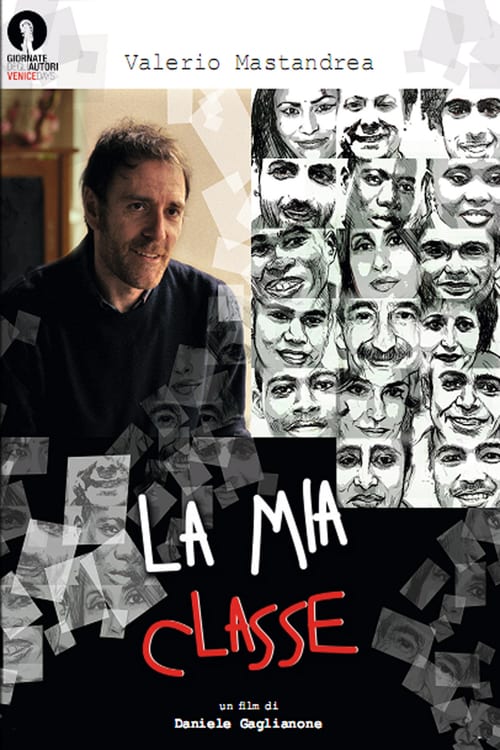 GIORNATE
DEGLI AUTORI
VENICE DAYS
Valerio Mastandrea
LA MIA
CLASSE
un film di
Daniele Gaglianone